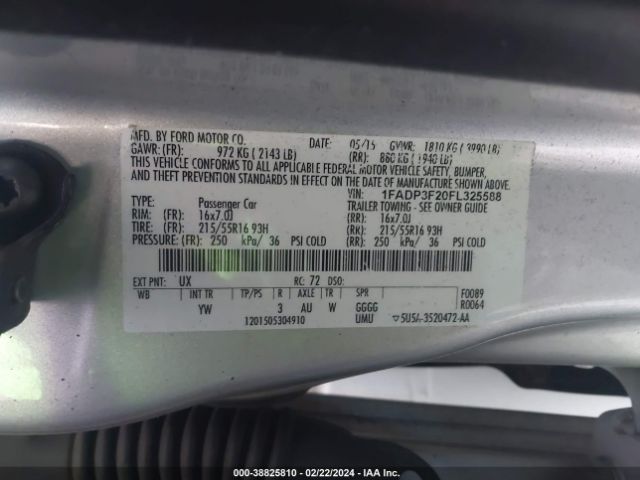 MFD. BY FORD MOTOR CO. DATE: 05/15 GVWR: 1810 KG ( 3990 LB)
GAWR: (FR): 972 KG ( 2143 LB) (RR): 880 KG ( 1940 LB)
THIS VEHICLE CONFORMS TO ALL APPLICABLE FEDERAL MOTOR VEHICLE SAFETY, BUMPER,
AND THEFT PREVENTION STANDARDS IN EFFECT ON THE DATE OF MANUFACTURE SHOWN ABOVE.
VIN: 1FADP3F20FL325588
TYPE: Passenger Car TRAILER TOWING - SEE OWNER GUIDE
RIM: (FR): 16x7.0J (RR): 16x7.0J
TIRE: (FR): 215/55R16 93H (RR): 215/55R16 93H
PRESSURE: (FR): 250 kPa/ 36 PSI COLD (RR): 250 kPa/ 36 PSI COLD
EXT PNT: UX RC: 72 DSO:
WB INT TR TP/PS R AXLE TR SPR F0089
YW 3 AU W GGGG R0064
1201505304910 UMU ▽5U5A-3520472-AA
000-38825810 - 02/22/2024 - IAA Inc.